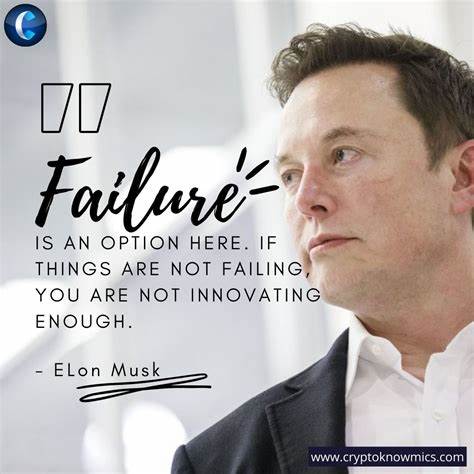 C
Failure
IS AN OPTION HERE. IF
THINGS ARE NOT FAILING,
YOU ARE NOT INNOVATING
ENOUGH.
- ELon Musk
www.cryptoknowmics.com